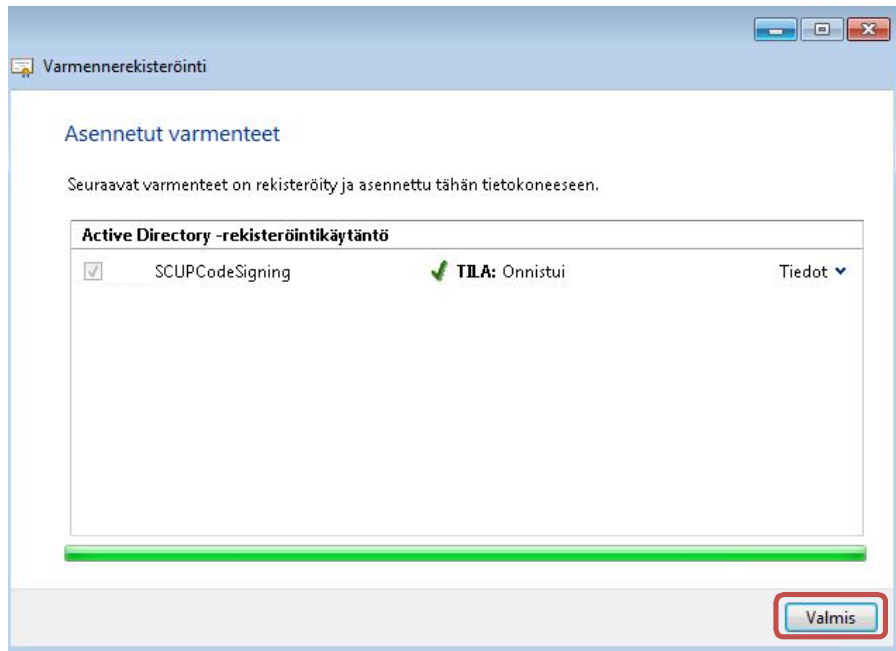 Varmennerekisteröinti
Asennetut varmenteet
Seuraavat varmenteet on rekisteröity ja asennettu tähän tietokoneeseen.
Active Directory -rekisteröintikäytäntö
SCUPCodeSigning TILA: Onnistui Tiedot
Valmis